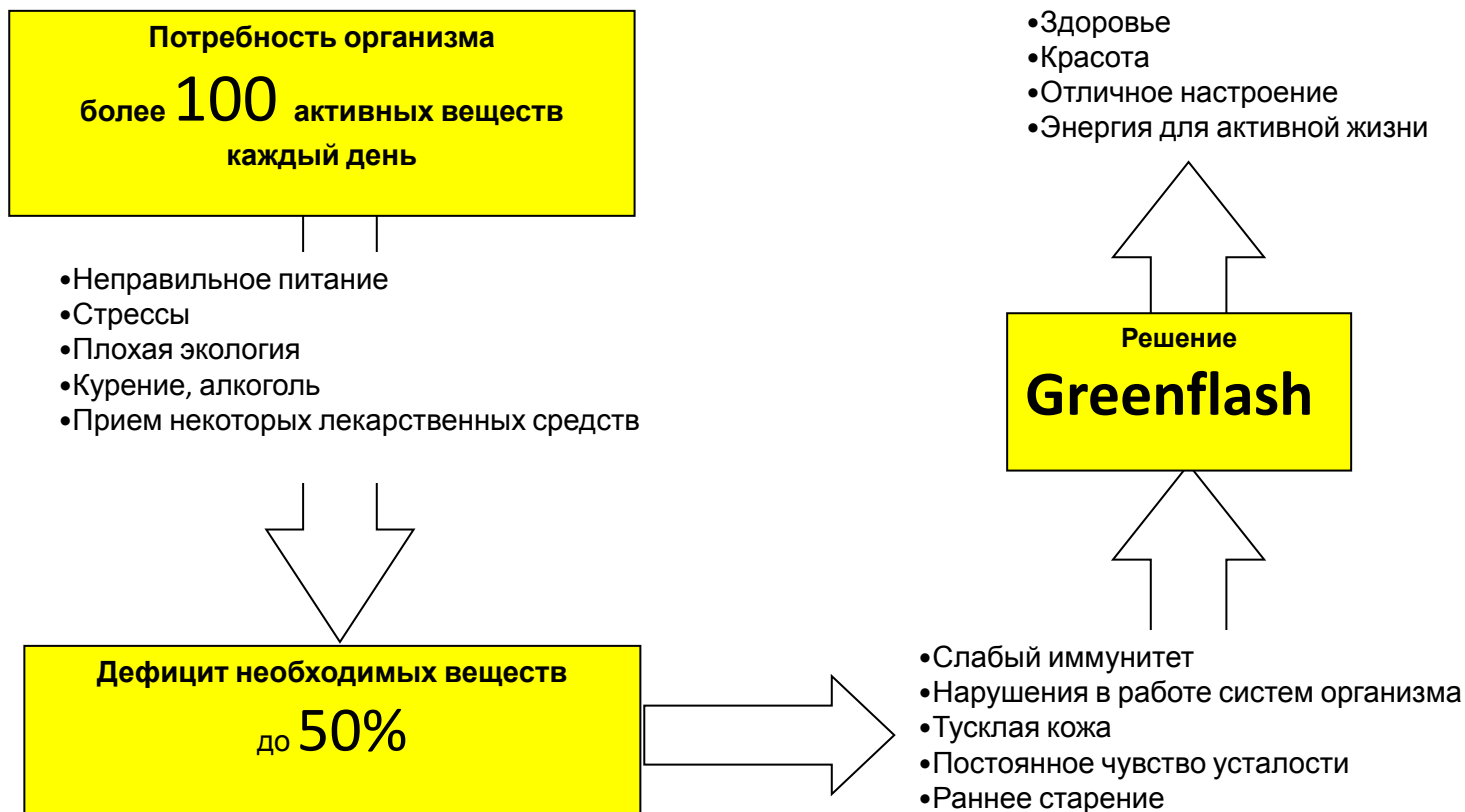 Потребность организма
более 100 активных веществ
каждый день
•Неправильное питание
•Стрессы
•Плохая экология
•Курение, алкоголь
•Прием некоторых лекарственных средств
Дефицит необходимых веществ
до 50%
•Слабый иммунитет
•Нарушения в работе систем организма
•Тусклая кожа
•Постоянное чувство усталости
•Раннее старение
Решение
Greenflash
•Здоровье
•Красота
•Отличное настроение
•Энергия для активной жизни